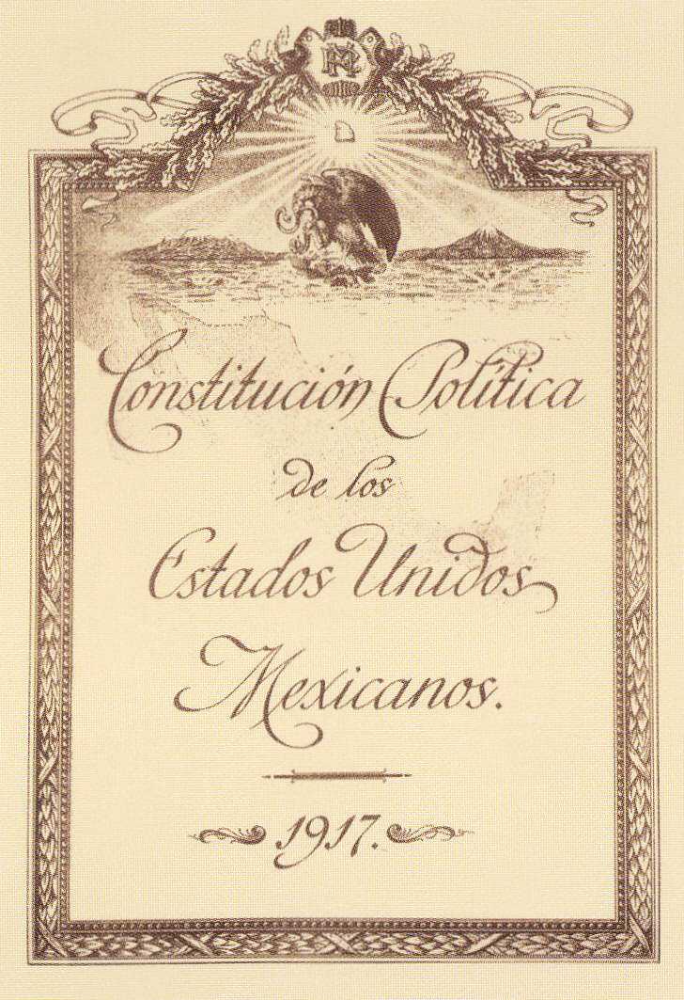 Constitución Política
de los
Estados Unidos
Mexicanos.
1917.